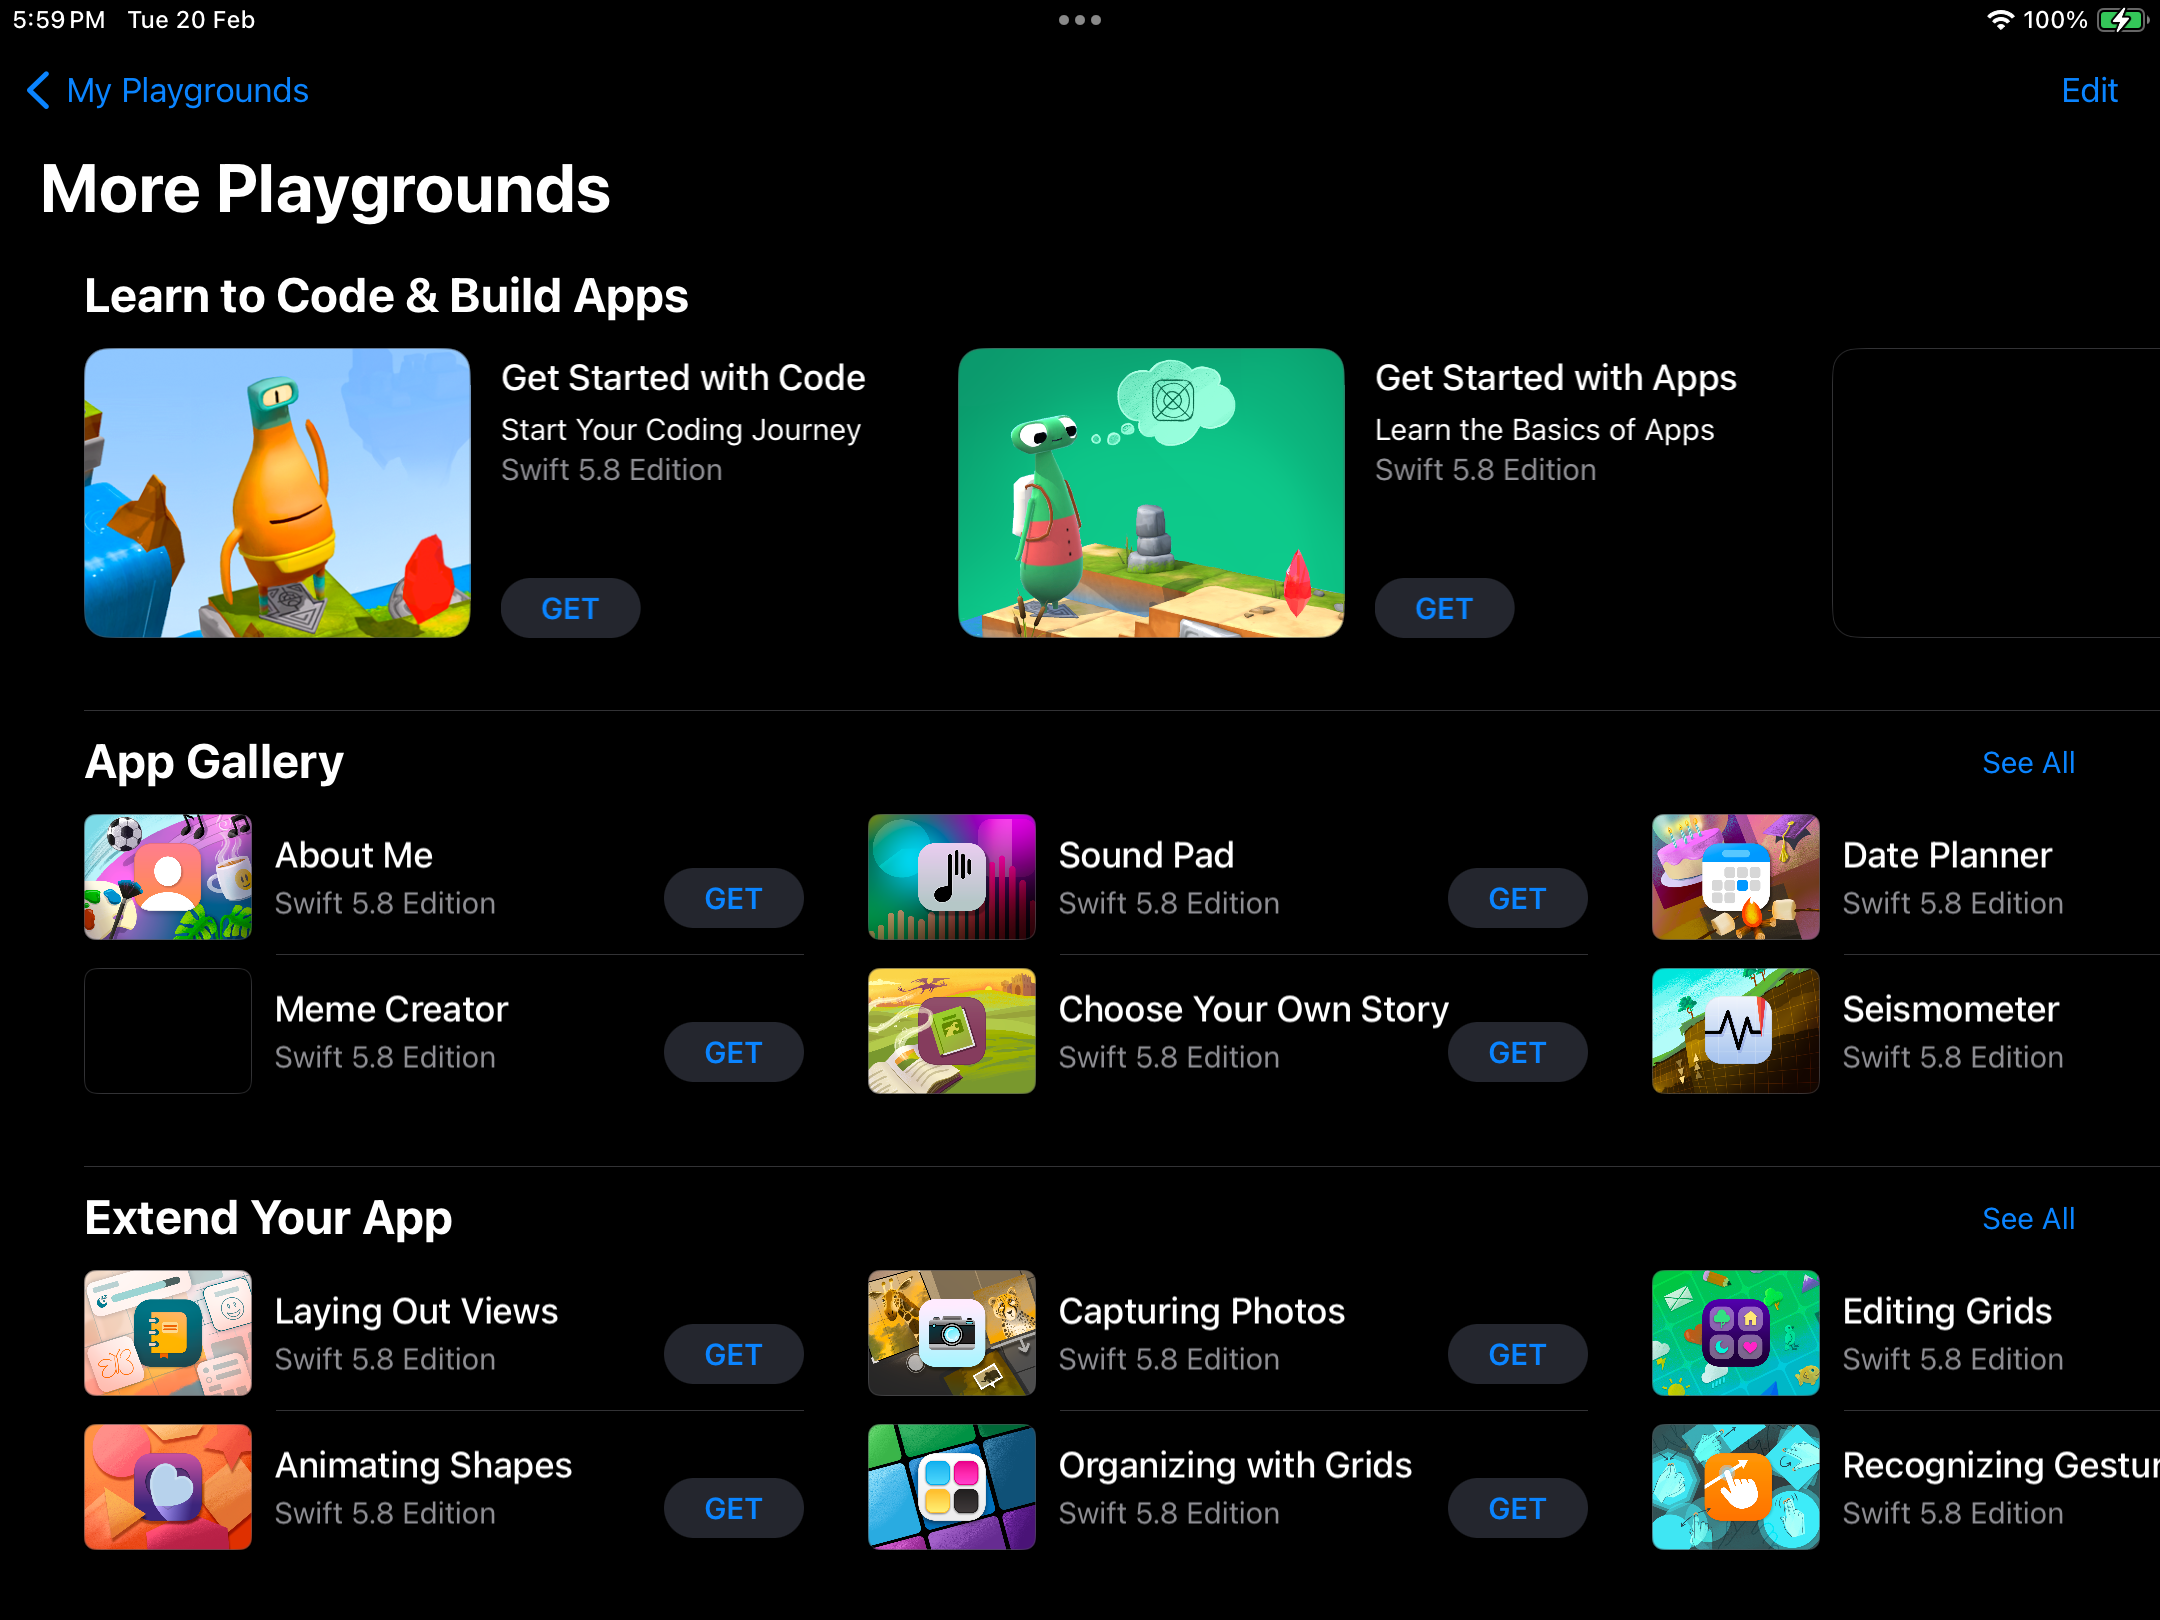 5:59 PM Tue 20 Feb
100%
My Playgrounds
Edit
More Playgrounds
Learn to Code & Build Apps
Get Started with Code
Start Your Coding Journey
Swift 5.8 Edition
GET
Get Started with Apps
Learn the Basics of Apps
Swift 5.8 Edition
GET
App Gallery
See All
About Me
Swift 5.8 Edition
GET
Sound Pad
Swift 5.8 Edition
GET
Date Planner
Swift 5.8 Edition
Meme Creator
Swift 5.8 Edition
GET
Choose Your Own Story
Swift 5.8 Edition
GET
Seismometer
Swift 5.8 Edition
Extend Your App
See All
Laying Out Views
Swift 5.8 Edition
GET
Capturing Photos
Swift 5.8 Edition
GET
Editing Grids
Swift 5.8 Edition
Animating Shapes
Swift 5.8 Edition
GET
Organizing with Grids
Swift 5.8 Edition
GET
Recognizing Gestur
Swift 5.8 Edition